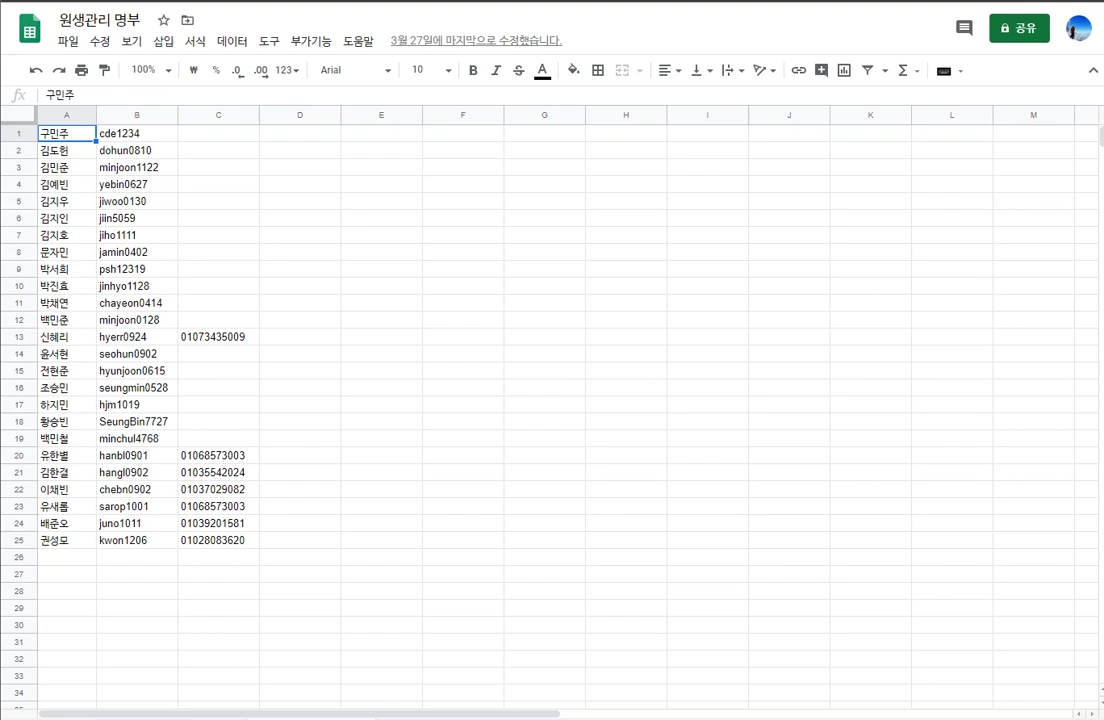 원생관리 명부
파일 수정 보기 삽입 서식 데이터 도구 부가기능 도움말 3월 27일에 마지막으로 수정했습니다.
공유
100% ₩ % .0 .00 123 Arial 10 B I S A
fx 구민주
A B C D E F G H I J K L M
1 구민주 cde1234
2 김도헌 dohun0810
3 김민준 minjoon1122
4 김예빈 yebin0627
5 김지우 jiwoo0130
6 김지인 jiin5059
7 김지호 jiho1111
8 문자민 jamin0402
9 박서희 psh12319
10 박진효 jinhyo1128
11 박채연 chayeon0414
12 백민준 minjoon0128
13 신혜리 hyerr0924 01073435009
14 윤서현 seohun0902
15 전현준 hyunjoon0615
16 조승민 seungmin0528
17 하지민 hjm1019
18 황승빈 SeungBin7727
19 백민철 minchul4768
20 유한별 hanbl0901 01068573003
21 김한결 hangl0902 01035542024
22 이채빈 chebn0902 01037029082
23 유새롬 sarop1001 01068573003
24 배준오 juno1011 01039201581
25 권성모 kwon1206 01028083620
26
27
28
29
30
31
32
33
34